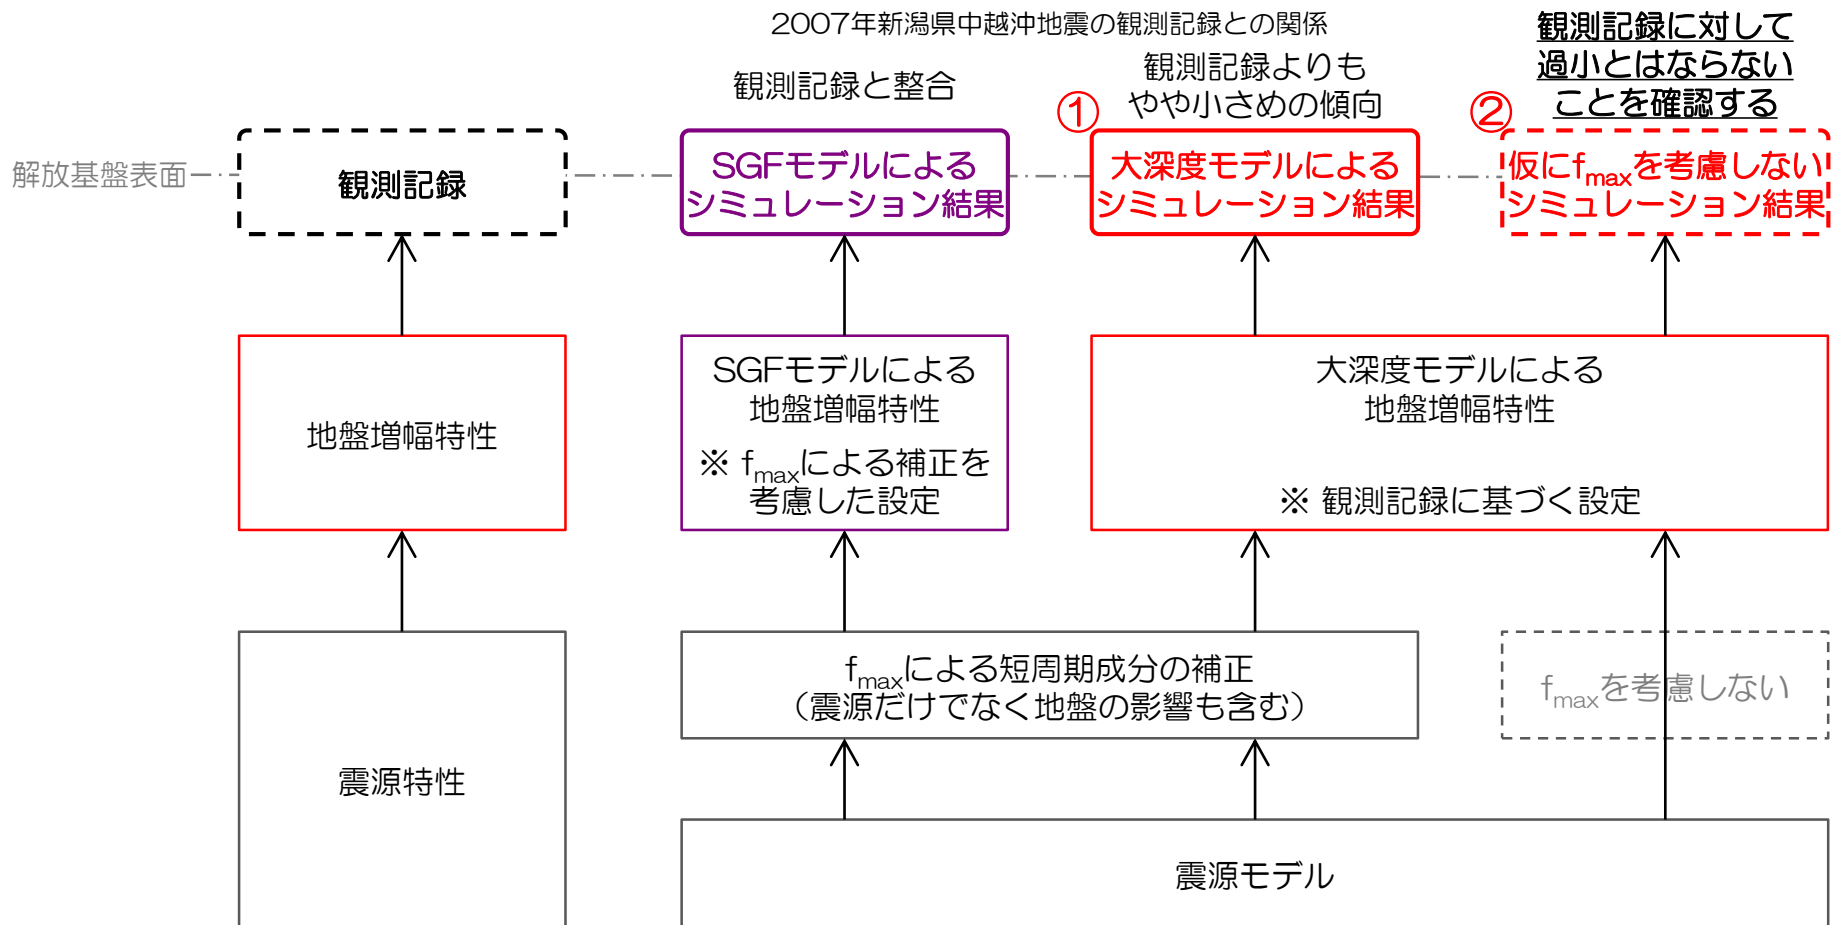 2007年新潟県中越沖地震の観測記録との関係
観測記録と整合
観測記録よりも
やや小さめの傾向
観測記録に対して
過小とはならない
ことを確認する
①
②
解放基盤表面
観測記録
SGFモデルによる
シミュレーション結果
大深度モデルによる
シミュレーション結果
仮にfmaxを考慮しない
シミュレーション結果
地盤増幅特性
SGFモデルによる
地盤増幅特性
※ fmaxによる補正を
考慮した設定
大深度モデルによる
地盤増幅特性
※ 観測記録に基づく設定
震源特性
fmaxによる短周期成分の補正
（震源だけでなく地盤の影響も含む）
fmaxを考慮しない
震源モデル